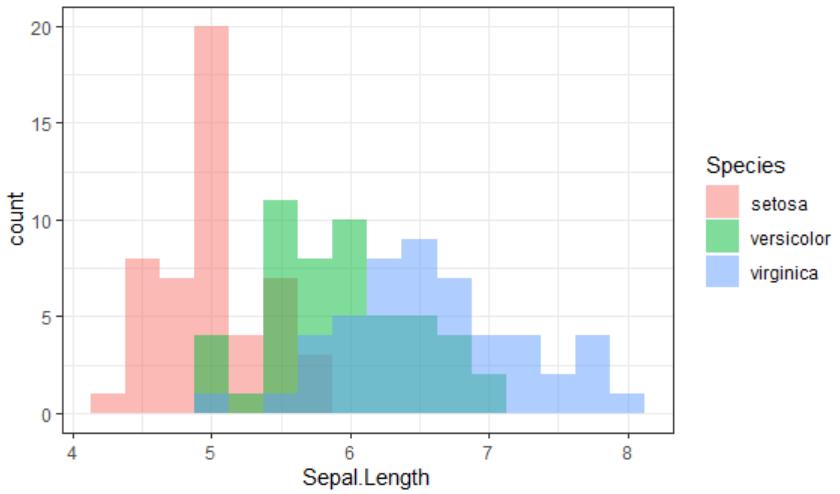 20
15
10
5
0
count
4 5 6 7 8
Sepal.Length
Species
setosa
versicolor
virginica